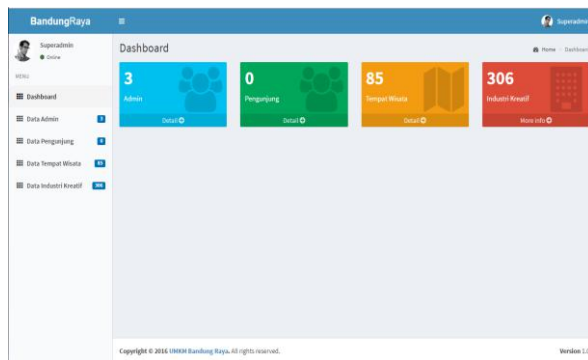 BandungRaya
Superadmin
Superadmin
Online
MENU
Dashboard
Data Admin 3
Data Pengunjung 0
Data Tempat Wisata 85
Data Industri Kreatif 306
Dashboard
Home Dashboard
3
Admin
Detail
0
Pengunjung
Detail
85
Tempat Wisata
Detail
306
Industri Kreatif
More info
Copyright © 2016 UMKM Bandung Raya. All rights reserved.
Version